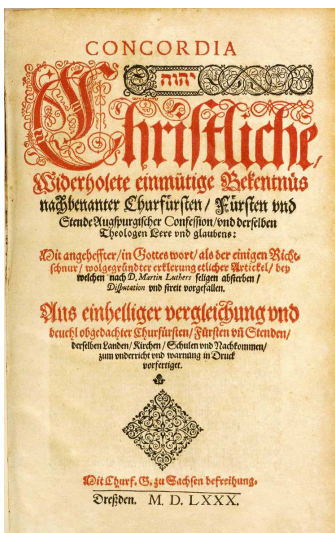 CONCORDIA
יהוה
Christliche,
Widerholete einmütige Bekentnüs
nachbenanter Churfürsten/ Fürsten vnd
Stende Augspurgischer Confession/ vnd derselben
Theologen Lere vnd glaubens:
Mit angeheffter/ in Gottes wort/ als der einigen Richt-
schnur/ wolgegründter erklerung etlicher Artickel/ bey
welchen nach D. Martin Luthers seligen absterben/
Disputation vnd streit vorgefallen.
Aus einhelliger vergleichung vnd
beuehl obgedachter Churfürsten/ Fürsten vñ Stenden/
derselben Landen/ Kirchen/ Schulen vnd Nachkommen/
zum vnderricht vnd warnung in Druck
vorfertiget.
Mit Churf. G. zu Sachsen befreihung.
Dreßden. M. D. LXXX.